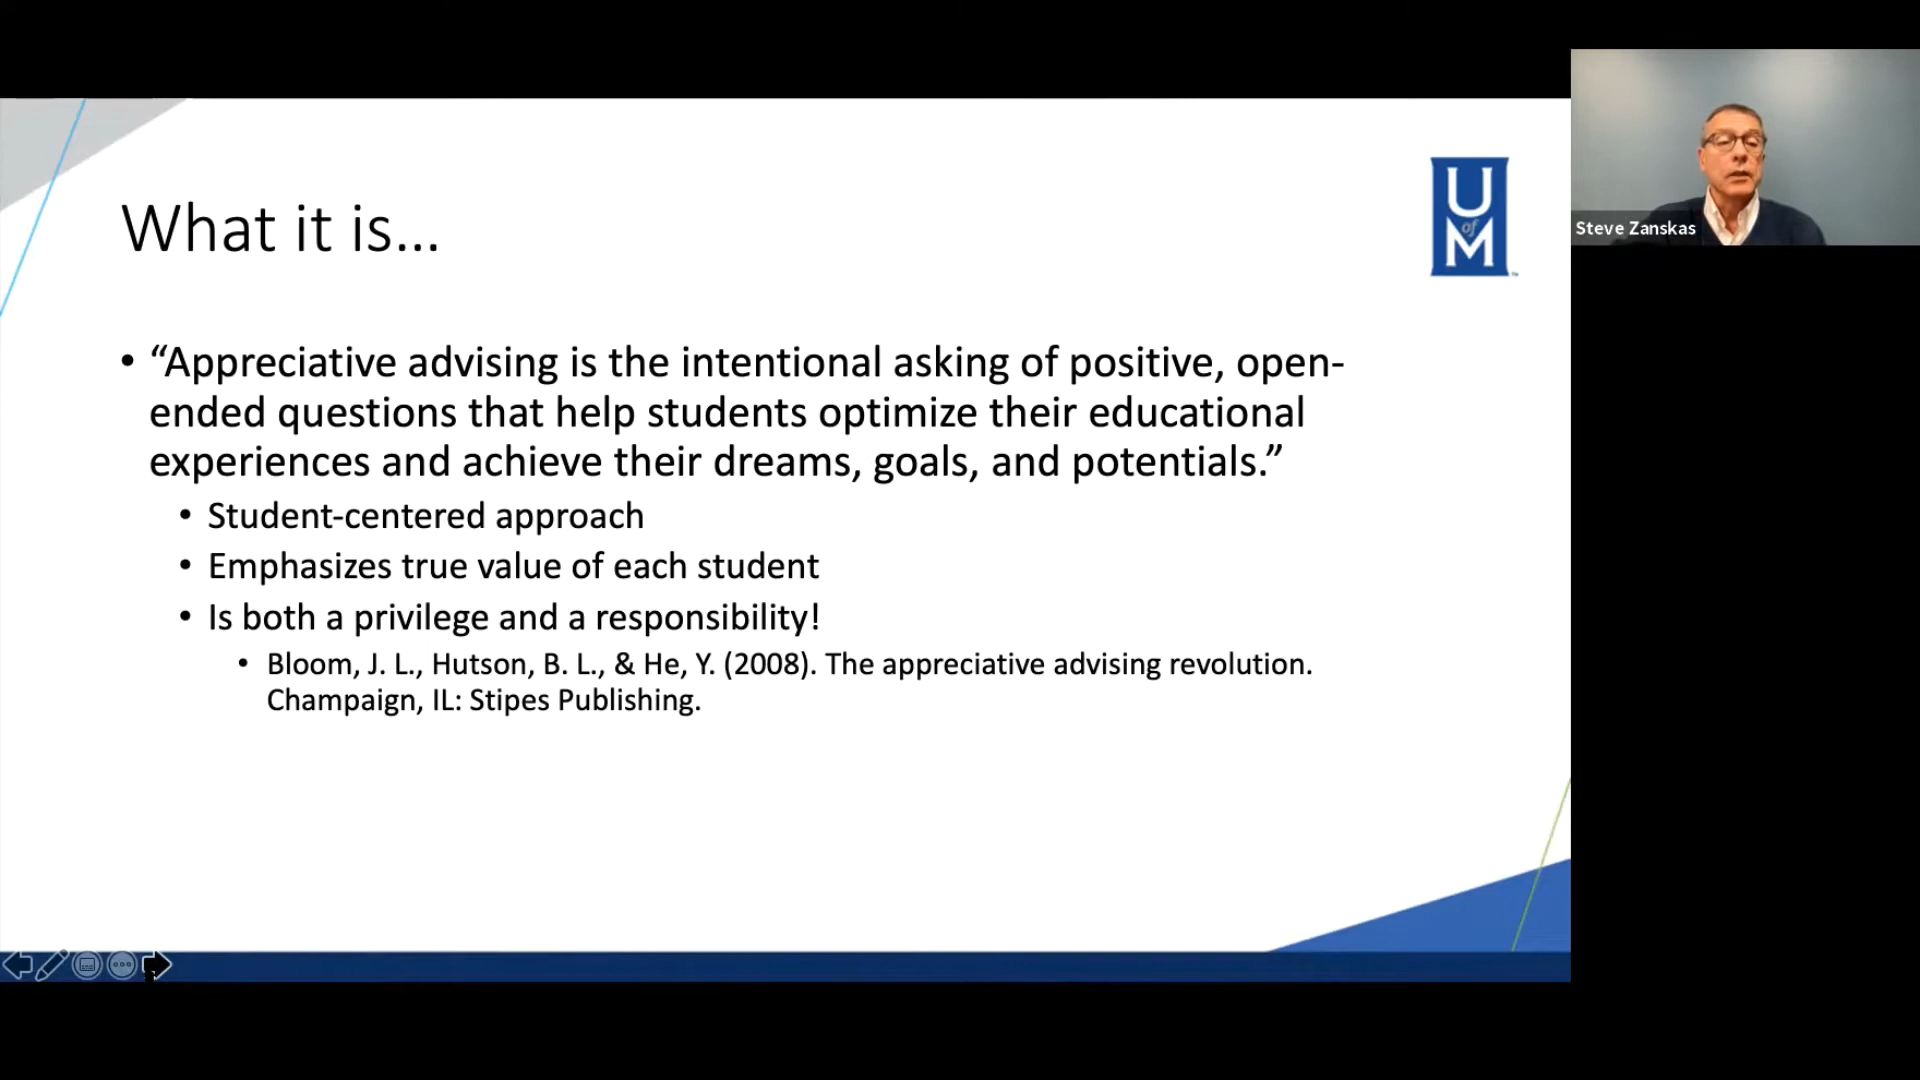 What it is...
U
of
M
Steve Zanskas
• “Appreciative advising is the intentional asking of positive, open-
ended questions that help students optimize their educational
experiences and achieve their dreams, goals, and potentials.”
• Student-centered approach
• Emphasizes true value of each student
• Is both a privilege and a responsibility!
• Bloom, J. L., Hutson, B. L., & He, Y. (2008). The appreciative advising revolution.
Champaign, IL: Stipes Publishing.